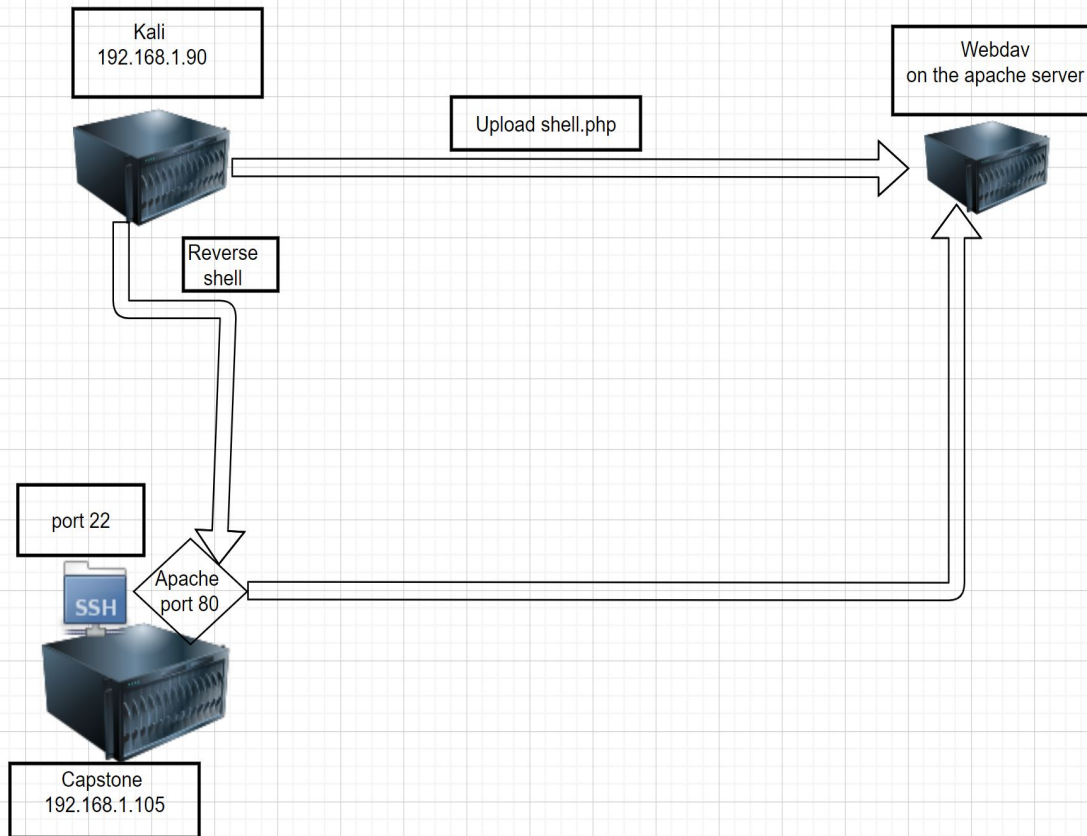 Kali
192.168.1.90
Webdav
on the apache server
Upload shell.php
Reverse
shell
port 22
SSH
Apache
port 80
Capstone
192.168.1.105